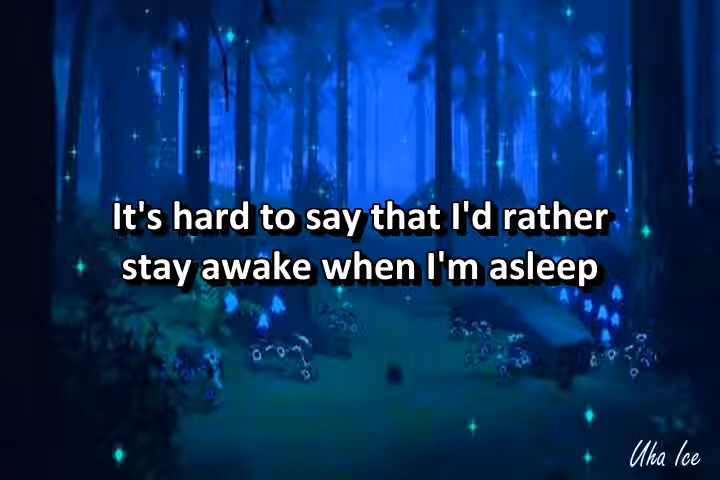 It's hard to say that I'd rather
stay awake when I'm asleep
Uha Ice